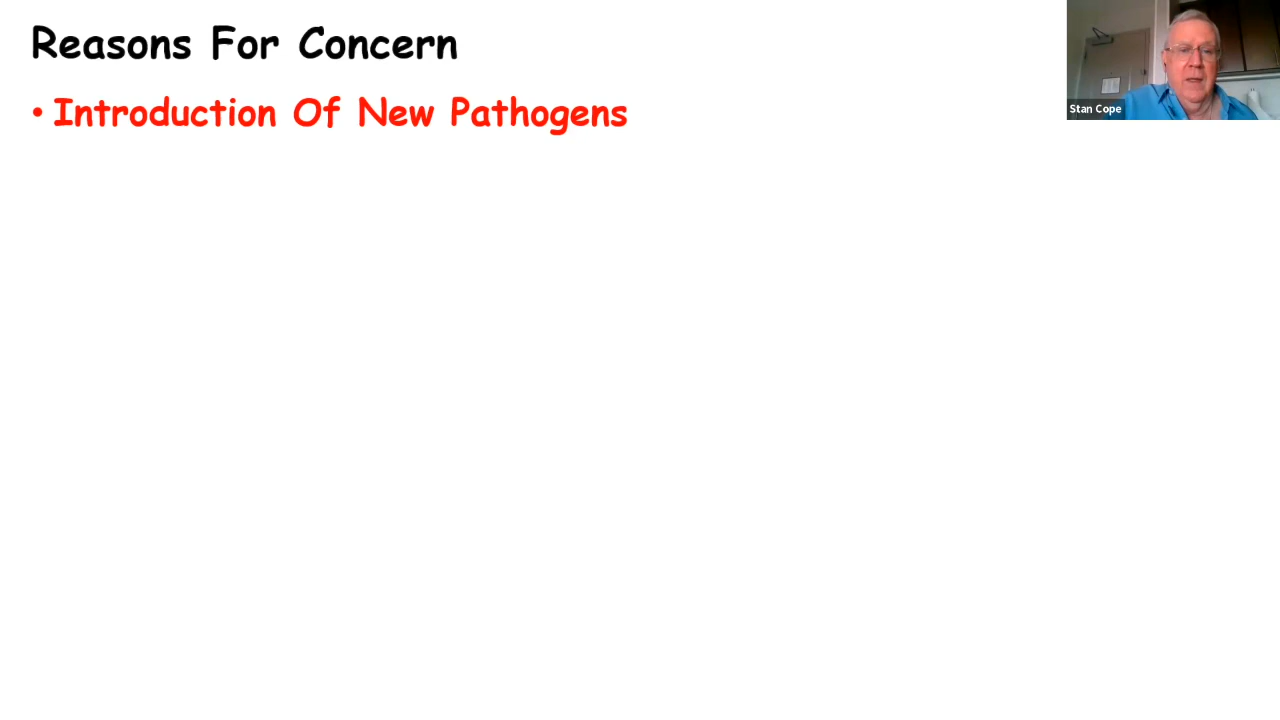 Reasons For Concern
• Introduction Of New Pathogens
Stan Cope